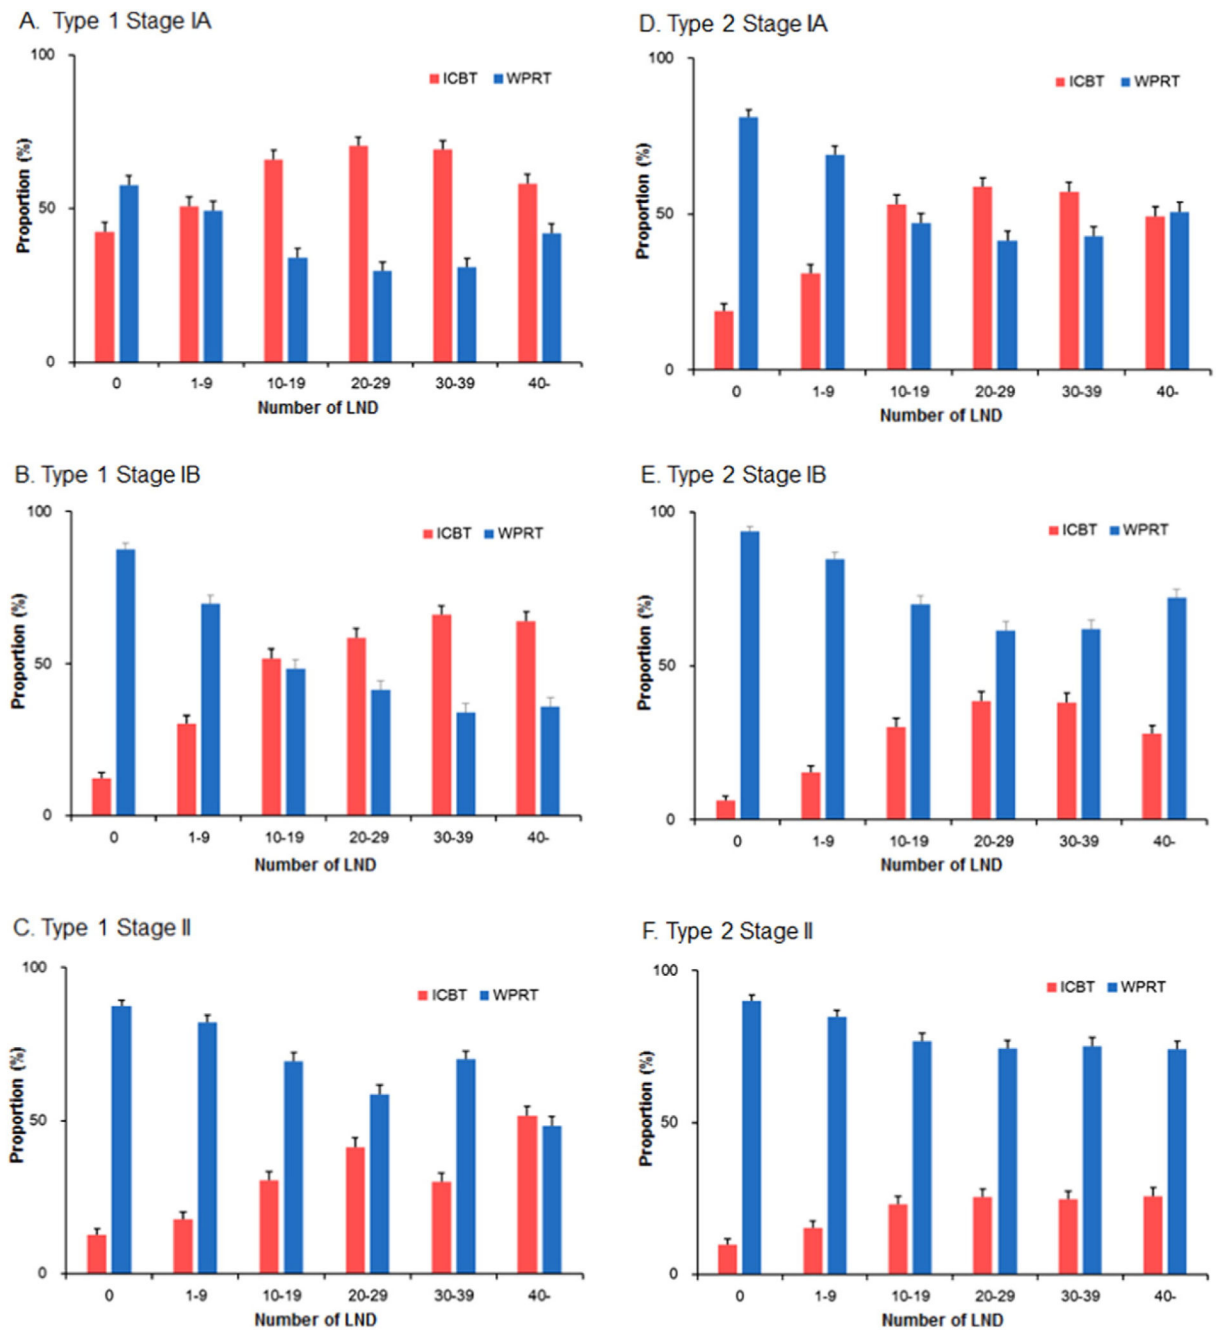 A. Type 1 Stage IA
100
ICBT WPRT
Proportion (%)
50
0
0 1-9 10-19 20-29 30-39 40-
Number of LND
D. Type 2 Stage IA
100
ICBT WPRT
Proportion (%)
50
0
0 1-9 10-19 20-29 30-39 40-
Number of LND
B. Type 1 Stage IB
100
ICBT WPRT
Proportion (%)
50
0
0 1-9 10-19 20-29 30-39 40-
Number of LND
E. Type 2 Stage IB
100
ICBT WPRT
Proportion (%)
50
0
0 1-9 10-19 20-29 30-39 40-
Number of LND
C. Type 1 Stage II
100
ICBT WPRT
Proportion (%)
50
0
0 1-9 10-19 20-29 30-39 40-
Number of LND
F. Type 2 Stage II
100
ICBT WPRT
Proportion (%)
50
0
0 1-9 10-19 20-29 30-39 40-
Number of LND